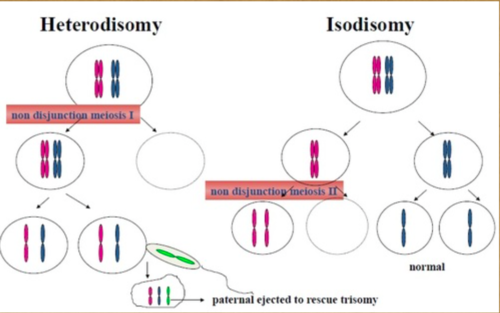 Heterodisomy
Isodisomy
non disjunction meiosis I
non disjunction meiosis II
normal
paternal ejected to rescue trisomy